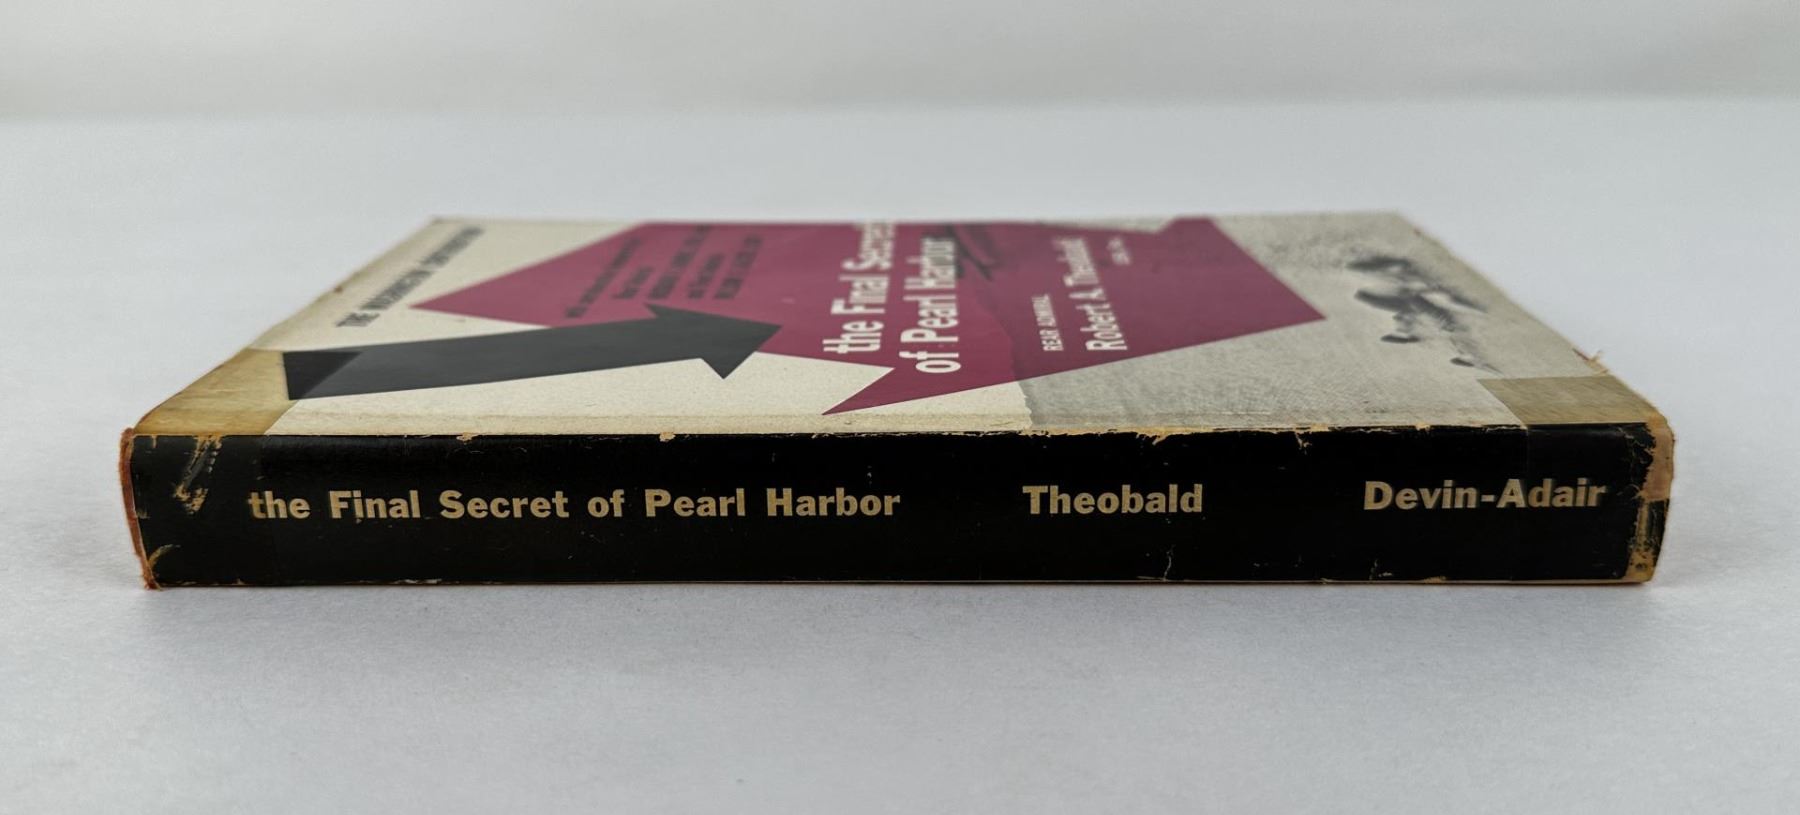 THE WASHINGTON CONTRIBUTION
the Final Secret
of Pearl Harbor
REAR ADMIRAL
Robert A. Theobald
the Final Secret of Pearl Harbor Theobald Devin-Adair